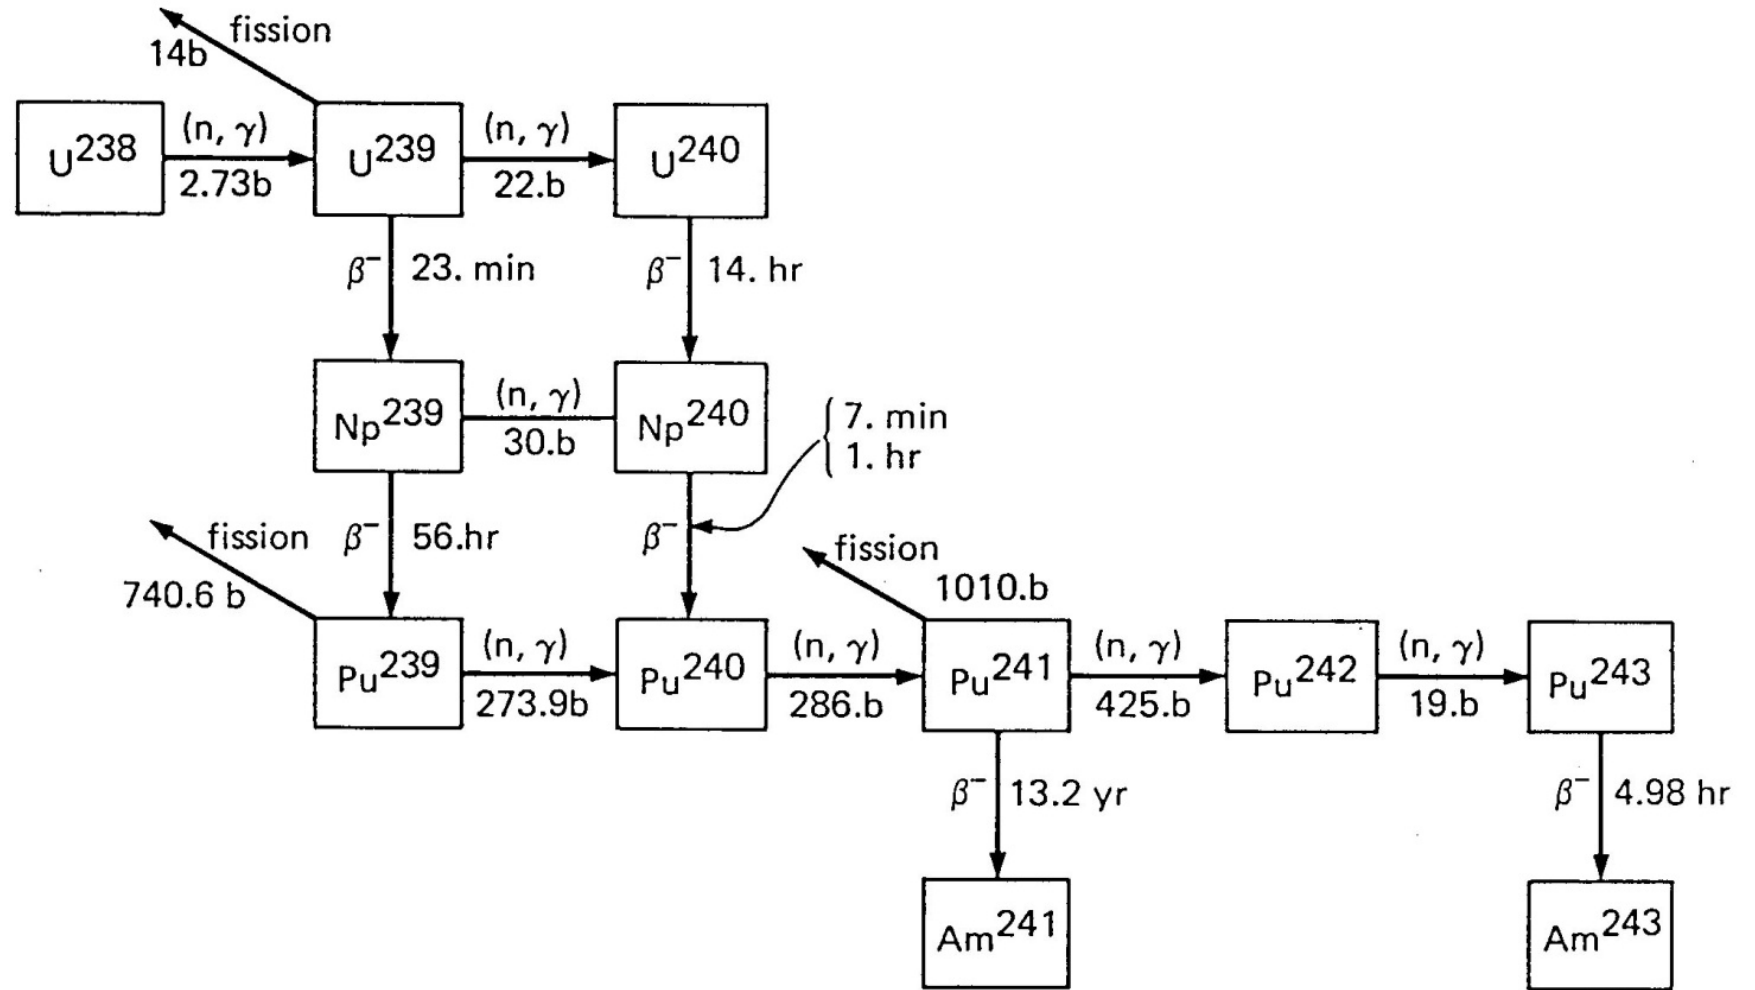 fission
14b
U²³⁸
(n, γ)
2.73b
U²³⁹
(n, γ)
22.b
U²⁴⁰
β⁻ 23. min
β⁻ 14. hr
Np²³⁹
(n, γ)
30.b
Np²⁴⁰
7. min
1. hr
fission
740.6 b
β⁻ 56.hr
β⁻
fission
1010.b
Pu²³⁹
(n, γ)
273.9b
Pu²⁴⁰
(n, γ)
286.b
Pu²⁴¹
(n, γ)
425.b
Pu²⁴²
(n, γ)
19.b
Pu²⁴³
β⁻ 13.2 yr
β⁻ 4.98 hr
Am²⁴¹
Am²⁴³